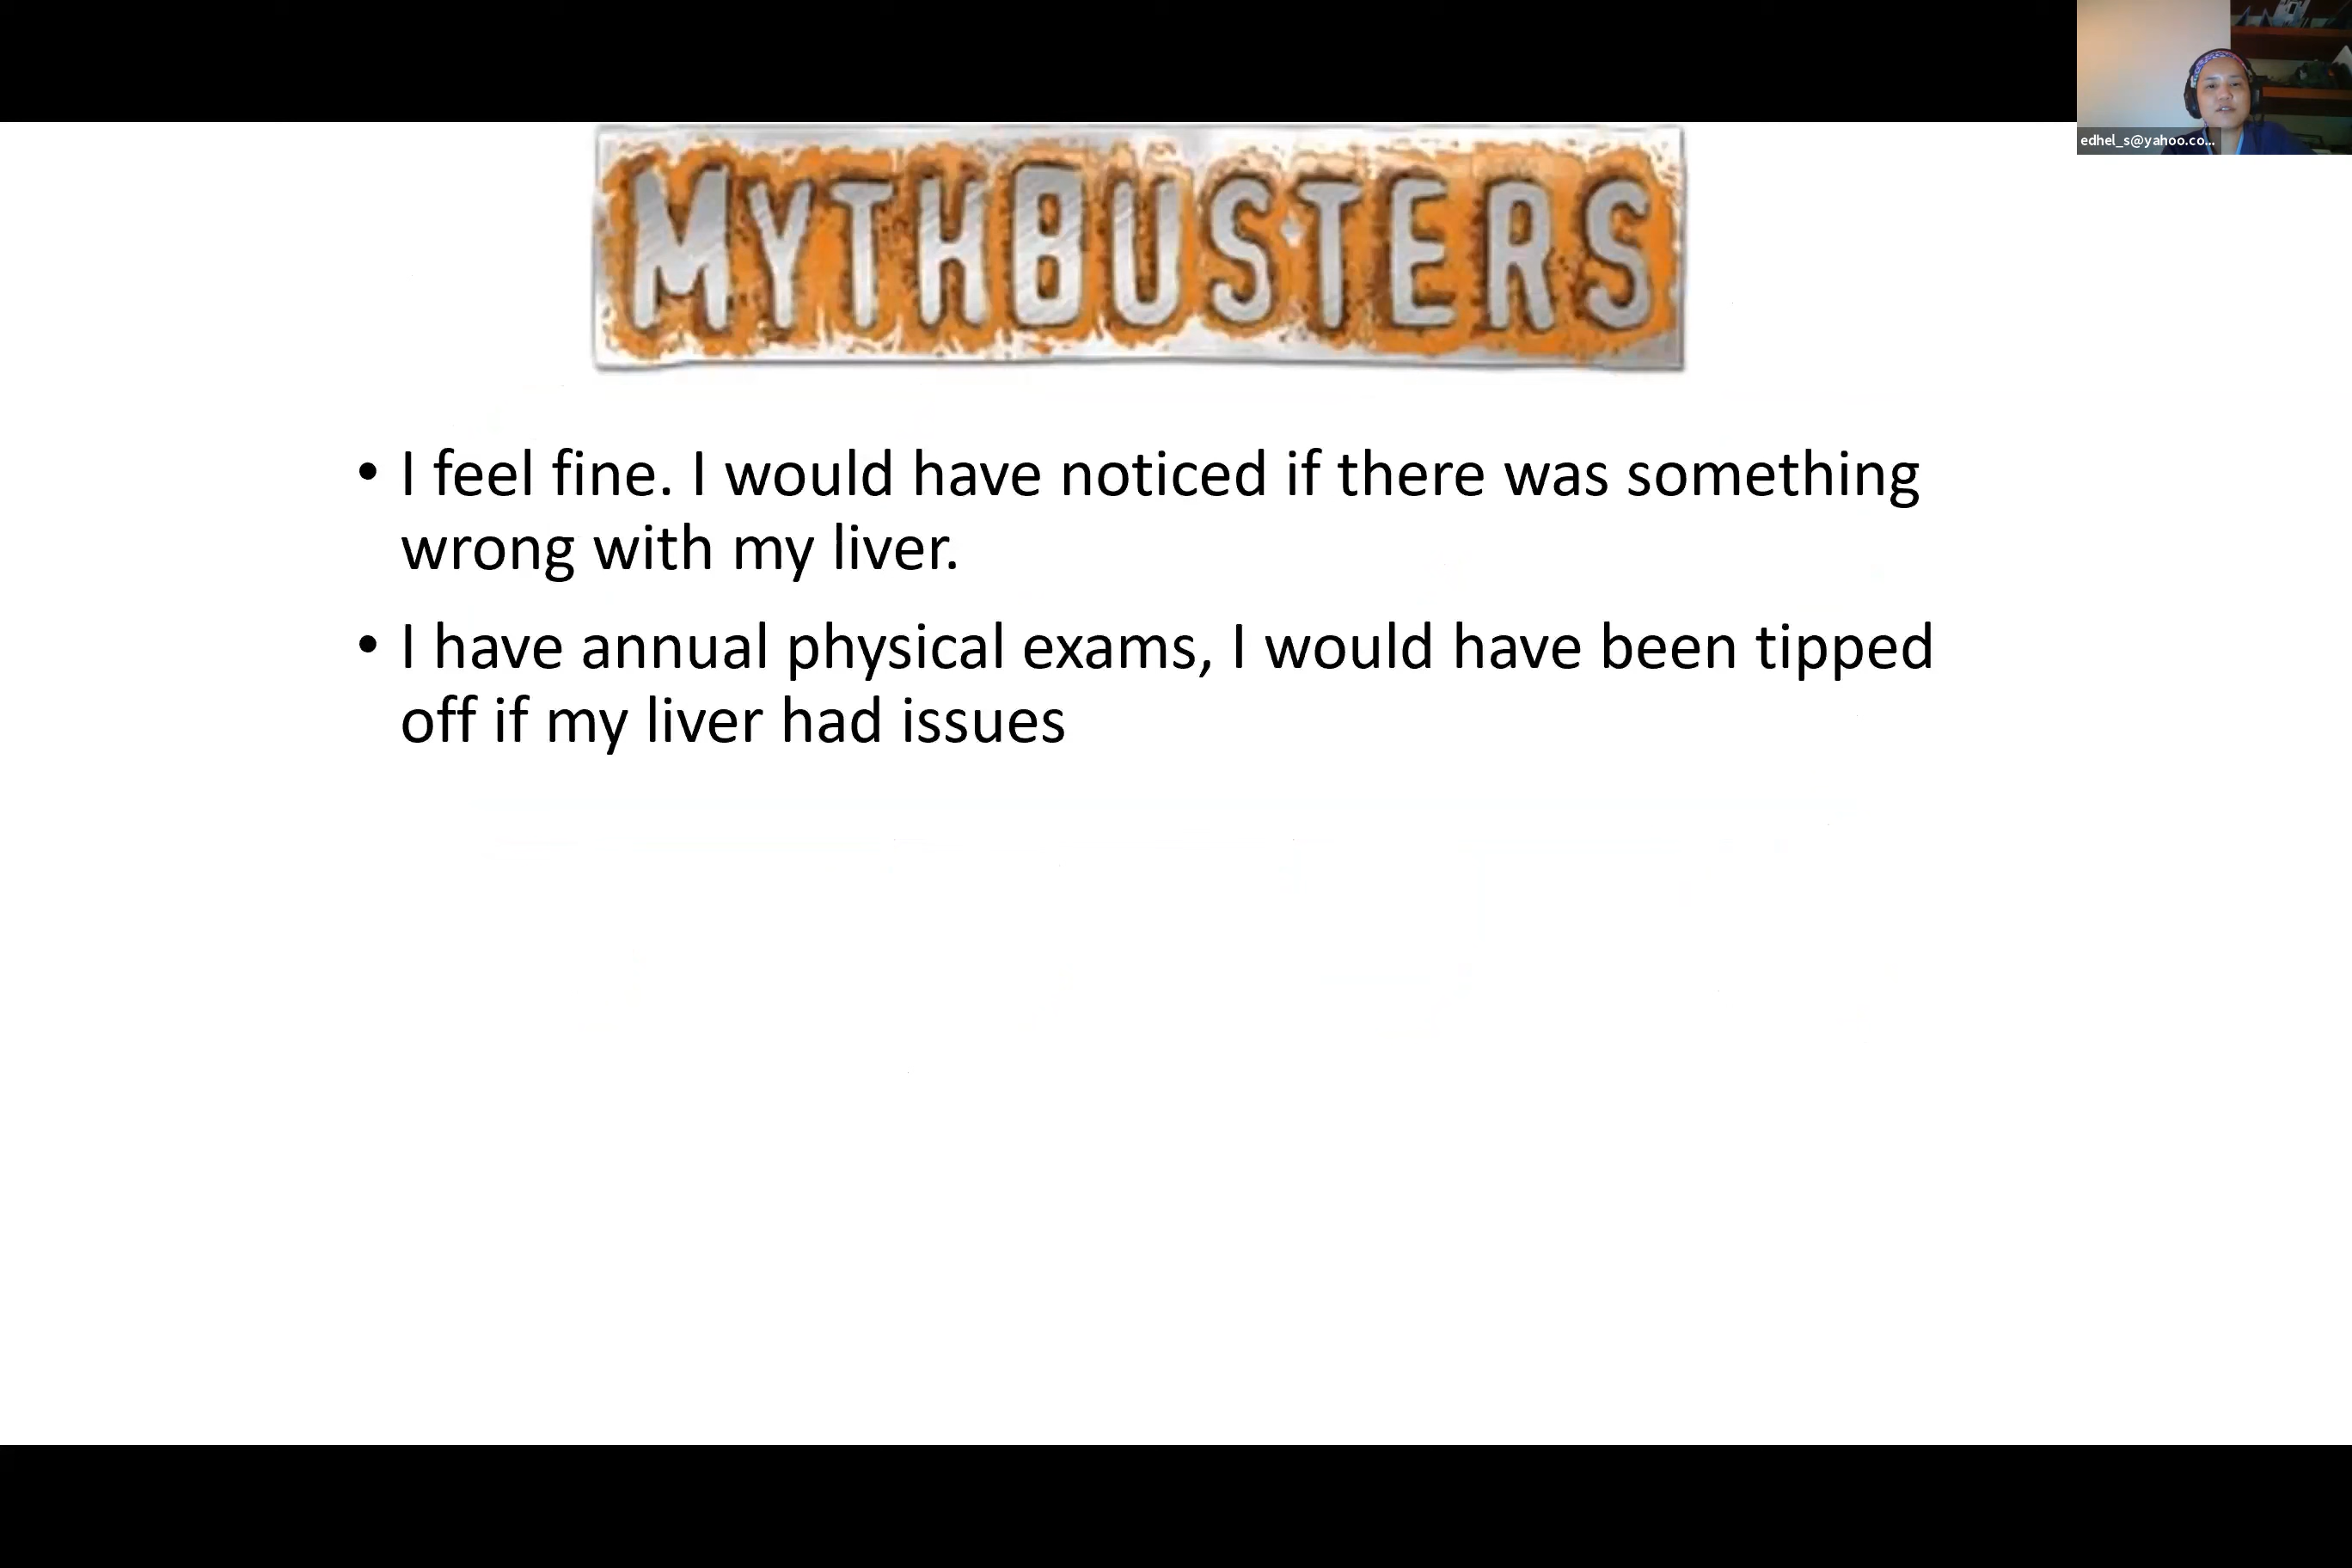 edhel_s@yahoo.co...
MYTHBUSTERS
• I feel fine. I would have noticed if there was something
wrong with my liver.
• I have annual physical exams, I would have been tipped
off if my liver had issues